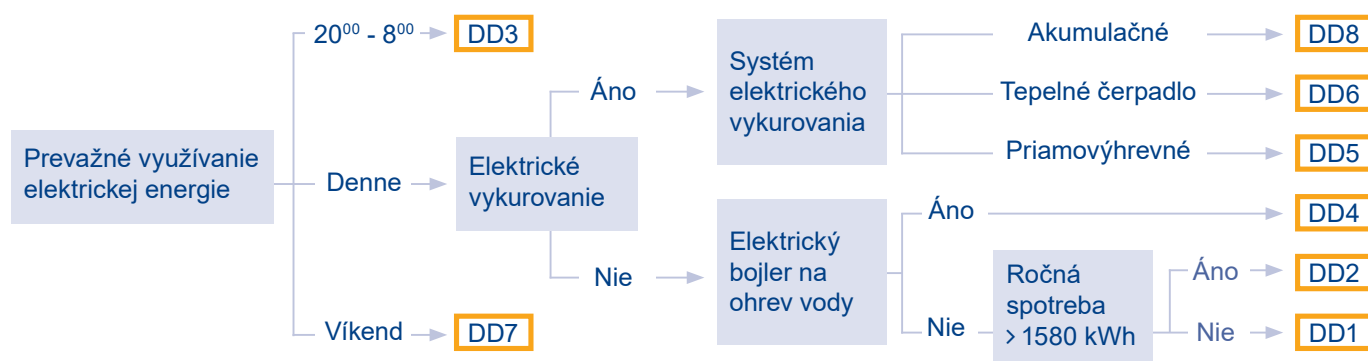 20⁰⁰ - 8⁰⁰
DD3
Akumulačné
DD8
Systém
elektrického
vykurovania
Áno
Tepelné čerpadlo
DD6
Priamovýhrevné
DD5
Prevažné využívanie
elektrickej energie
Denne
Elektrické
vykurovanie
Áno
DD4
Nie
Elektrický
bojler na
ohrev vody
Áno
DD2
Ročná
spotreba
> 1580 kWh
Nie
Nie
DD1
Víkend
DD7